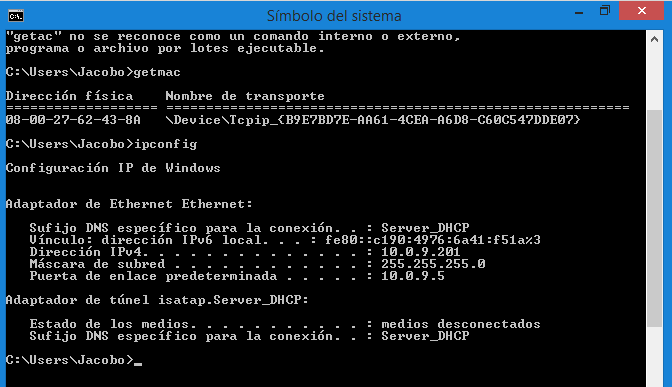 Símbolo del sistema
"getac" no se reconoce como un comando interno o externo,
programa o archivo por lotes ejecutable.
C:\Users\Jacobo>getmac
Dirección física    Nombre de transporte
=================== ==========================================================
08-00-27-62-43-8A   \Device\Tcpip_{B9E7BD7E-AA61-4CEA-A6D8-C60C547DDE07}
C:\Users\Jacobo>ipconfig
Configuración IP de Windows
Adaptador de Ethernet Ethernet:
   Sufijo DNS específico para la conexión. . : Server_DHCP
   Vínculo: dirección IPv6 local. . . : fe80::c190:4976:6a41:f51a%3
   Dirección IPv4. . . . . . . . . . . . . . : 10.0.9.201
   Máscara de subred . . . . . . . . . . . . : 255.255.255.0
   Puerta de enlace predeterminada . . . . . : 10.0.9.5
Adaptador de túnel isatap.Server_DHCP:
   Estado de los medios. . . . . . . . . . . : medios desconectados
   Sufijo DNS específico para la conexión. . : Server_DHCP
C:\Users\Jacobo>_